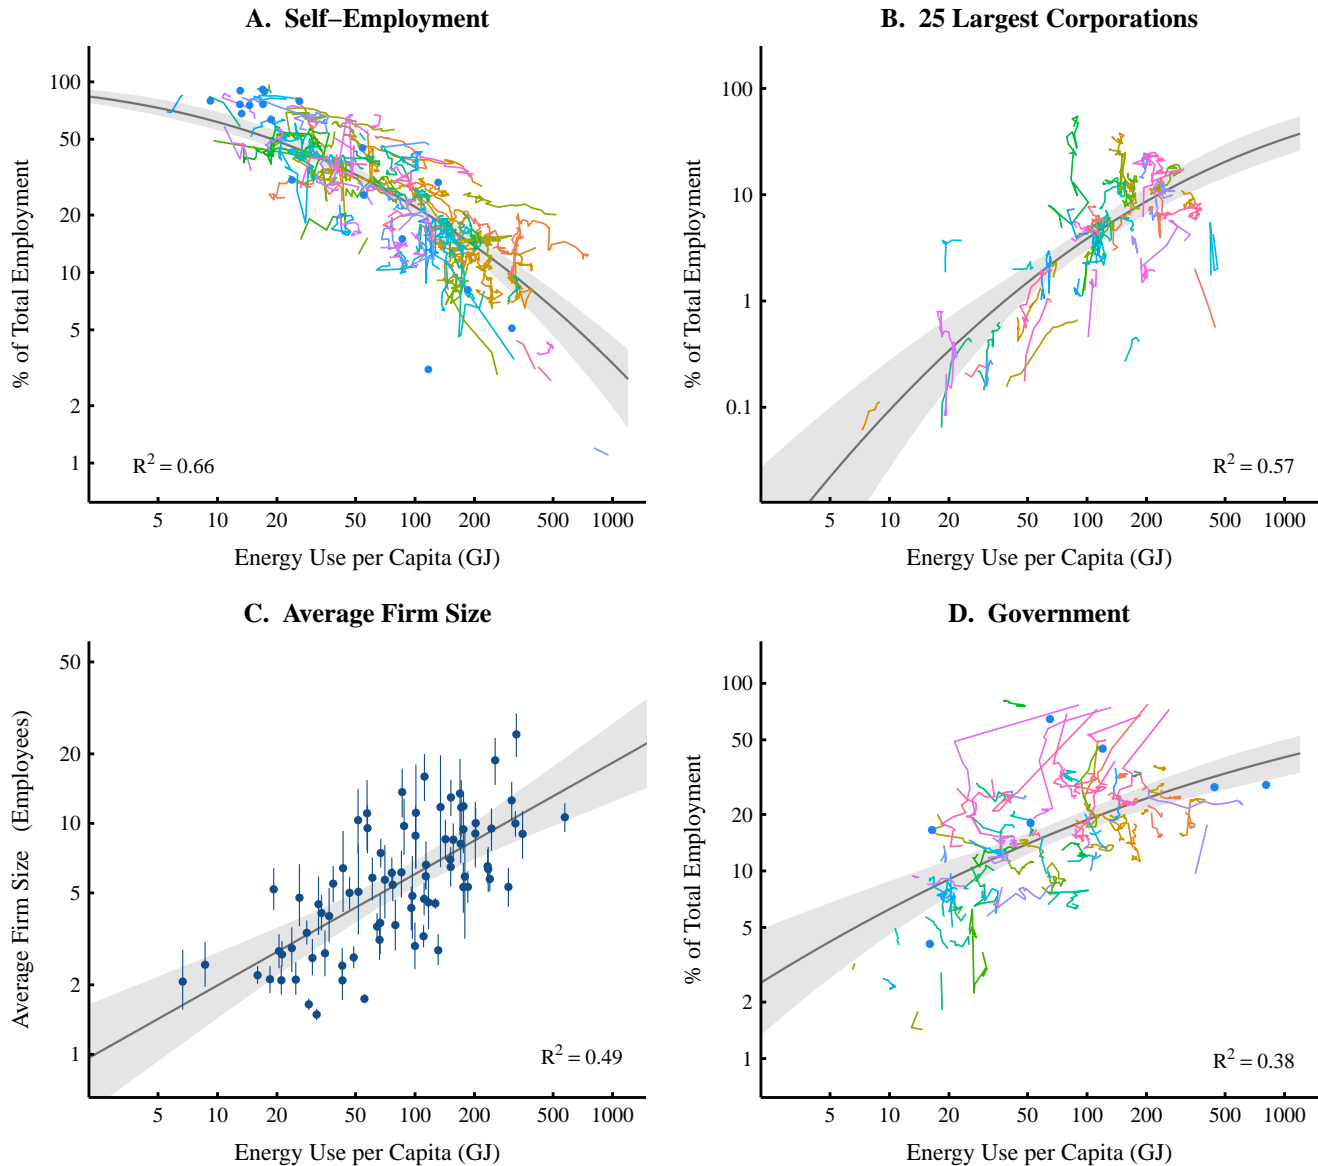 A. Self−Employment
% of Total Employment
100
50
20
10
5
2
1
R² = 0.66
5 10 20 50 100 200 500 1000
Energy Use per Capita (GJ)
B. 25 Largest Corporations
% of Total Employment
100
10
1
0.1
R² = 0.57
5 10 20 50 100 200 500 1000
Energy Use per Capita (GJ)
C. Average Firm Size
Average Firm Size (Employees)
50
20
10
5
2
1
R² = 0.49
5 10 20 50 100 200 500 1000
Energy Use per Capita (GJ)
D. Government
% of Total Employment
100
50
20
10
5
2
1
R² = 0.38
5 10 20 50 100 200 500 1000
Energy Use per Capita (GJ)